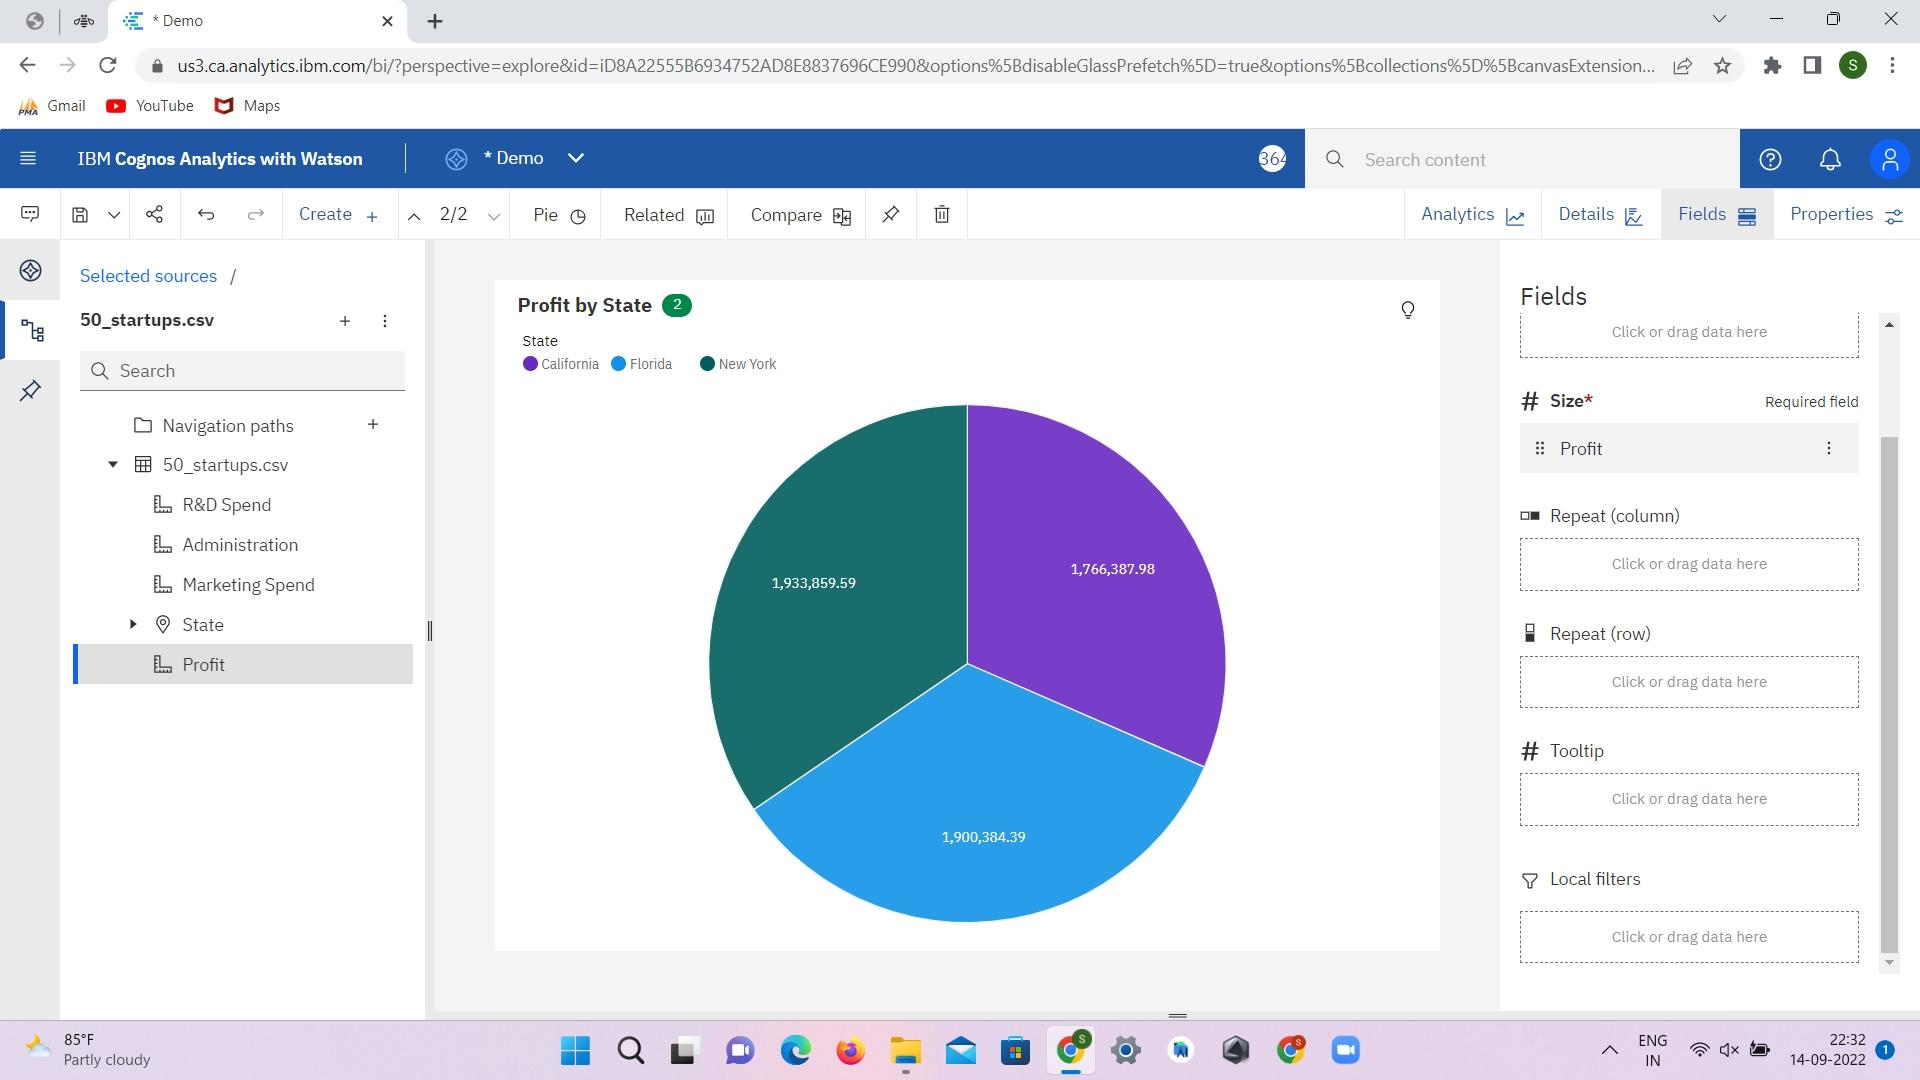 * Demo
us3.ca.analytics.ibm.com/bi/?perspective=explore&id=iD8A22555B6934752AD8E8837696CE990&options%5BdisableGlassPrefetch%5D=true&options%5Bcollections%5D%5BcanvasExtension...
S
PMA Gmail YouTube Maps
IBM Cognos Analytics with Watson * Demo 364 Search content
Create + 2/2 Pie Related Compare Analytics Details Fields Properties
Selected sources /
50_startups.csv
Search
Navigation paths
50_startups.csv
R&D Spend
Administration
Marketing Spend
State
Profit
Profit by State 2
State
California Florida New York
1,933,859.59
1,766,387.98
1,900,384.39
Fields
Click or drag data here
# Size* Required field
Profit
Repeat (column)
Click or drag data here
Repeat (row)
Click or drag data here
# Tooltip
Click or drag data here
Local filters
Click or drag data here
85°F
Partly cloudy
S
S
ENG
IN
22:32
14-09-2022
1